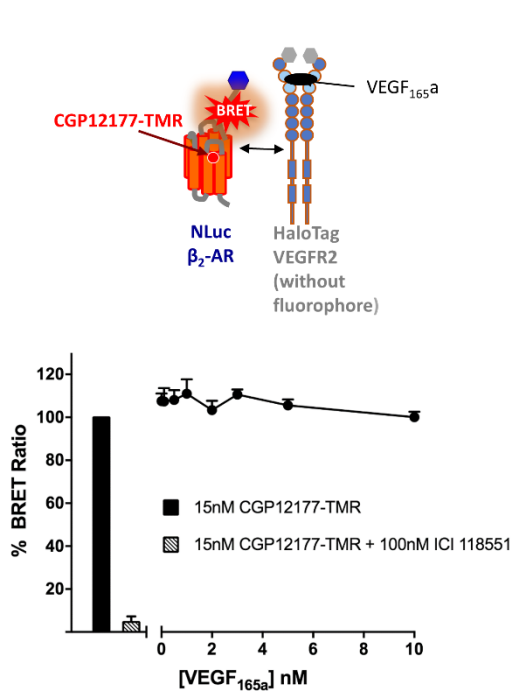 VEGF165a
BRET
CGP12177-TMR
NLuc
β2-AR
HaloTag
VEGFR2
(without
fluorophore)
% BRET Ratio
120
100
80
60
40
20
15nM CGP12177-TMR
15nM CGP12177-TMR + 100nM ICI 118551
0 2 4 6 8 10
[VEGF165a] nM